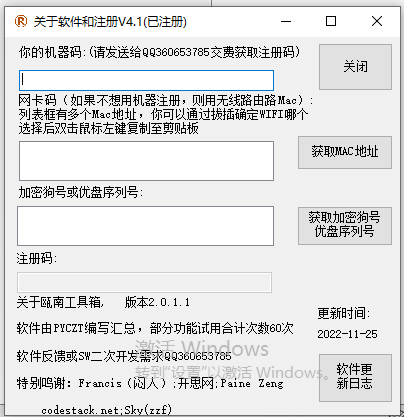 关于软件和注册V4.1(已注册)
你的机器码:(请发送给QQ360653785交费获取注册码)
关闭
网卡码(如果不想用机器注册，则用无线路由路Mac):
列表框有多个Mac地址，你可以通过拔插确定WIFI哪个
选择后双击鼠标左键复制至剪贴板
获取MAC地址
加密狗号或优盘序列号:
获取加密狗号
优盘序列号
注册码:
关于瓯南工具箱， 版本2.0.1.1
更新时间:
软件由PYCZT编写汇总，部分功能试用合计次数60次
2022-11-25
激活 Windows
软件反馈或SW二次开发需求QQ360653785
转到"设置"以激活 Windows。
软件更
新日志
特别鸣谢: Francis(闷人);开思网;Paine Zeng
codestack.net;Sky(zzf)